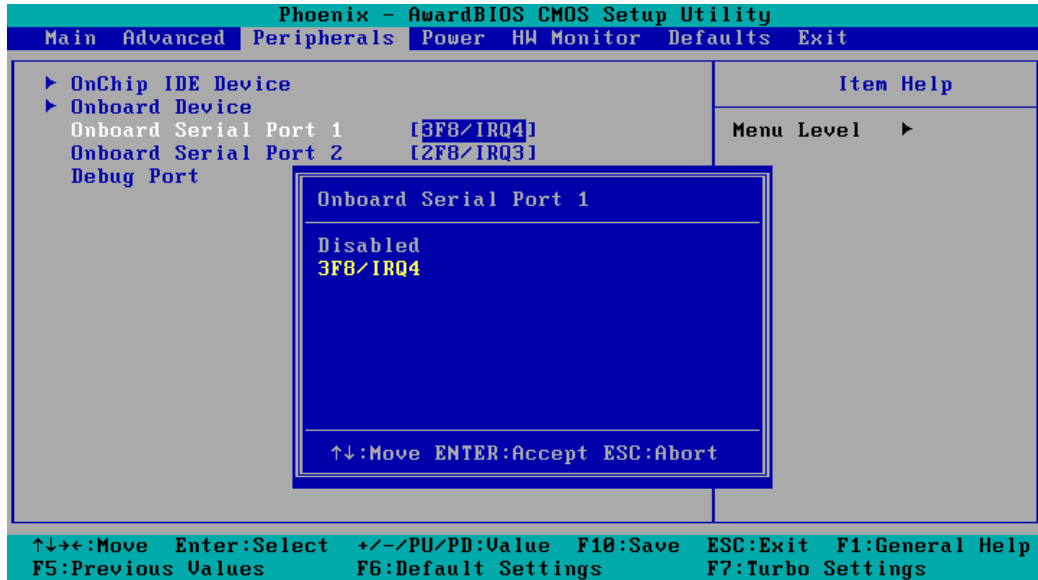 Phoenix - AwardBIOS CMOS Setup Utility
Main Advanced Peripherals Power HW Monitor Defaults Exit
▶ OnChip IDE Device
▶ Onboard Device
Onboard Serial Port 1 [3F8/IRQ4]
Onboard Serial Port 2 [2F8/IRQ3]
Debug Port
Onboard Serial Port 1
Disabled
3F8/IRQ4
↑↓:Move ENTER:Accept ESC:Abort
Item Help
Menu Level ▶
↑↓→←:Move Enter:Select +/-/PU/PD:Value F10:Save ESC:Exit F1:General Help
F5:Previous Values F6:Default Settings F7:Turbo Settings